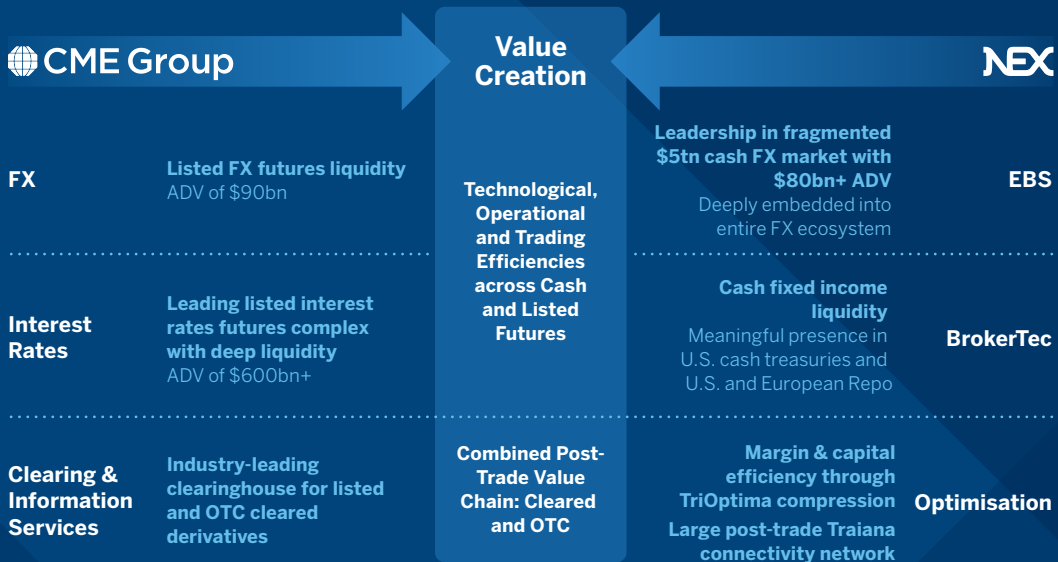 CME Group
Value
Creation
NEX
FX
Listed FX futures liquidity
ADV of $90bn
Technological,
Operational
and Trading
Efficiencies
across Cash
and Listed
Futures
Leadership in fragmented
$5tn cash FX market with
$80bn+ ADV
Deeply embedded into
entire FX ecosystem
EBS
Interest
Rates
Leading listed interest
rates futures complex
with deep liquidity
ADV of $600bn+
Cash fixed income
liquidity
Meaningful presence in
U.S. cash treasuries and
U.S. and European Repo
BrokerTec
Clearing &
Information
Services
Industry-leading
clearinghouse for listed
and OTC cleared
derivatives
Combined Post-
Trade Value
Chain: Cleared
and OTC
Margin & capital
efficiency through
TriOptima compression
Large post-trade Traiana
connectivity network
Optimisation